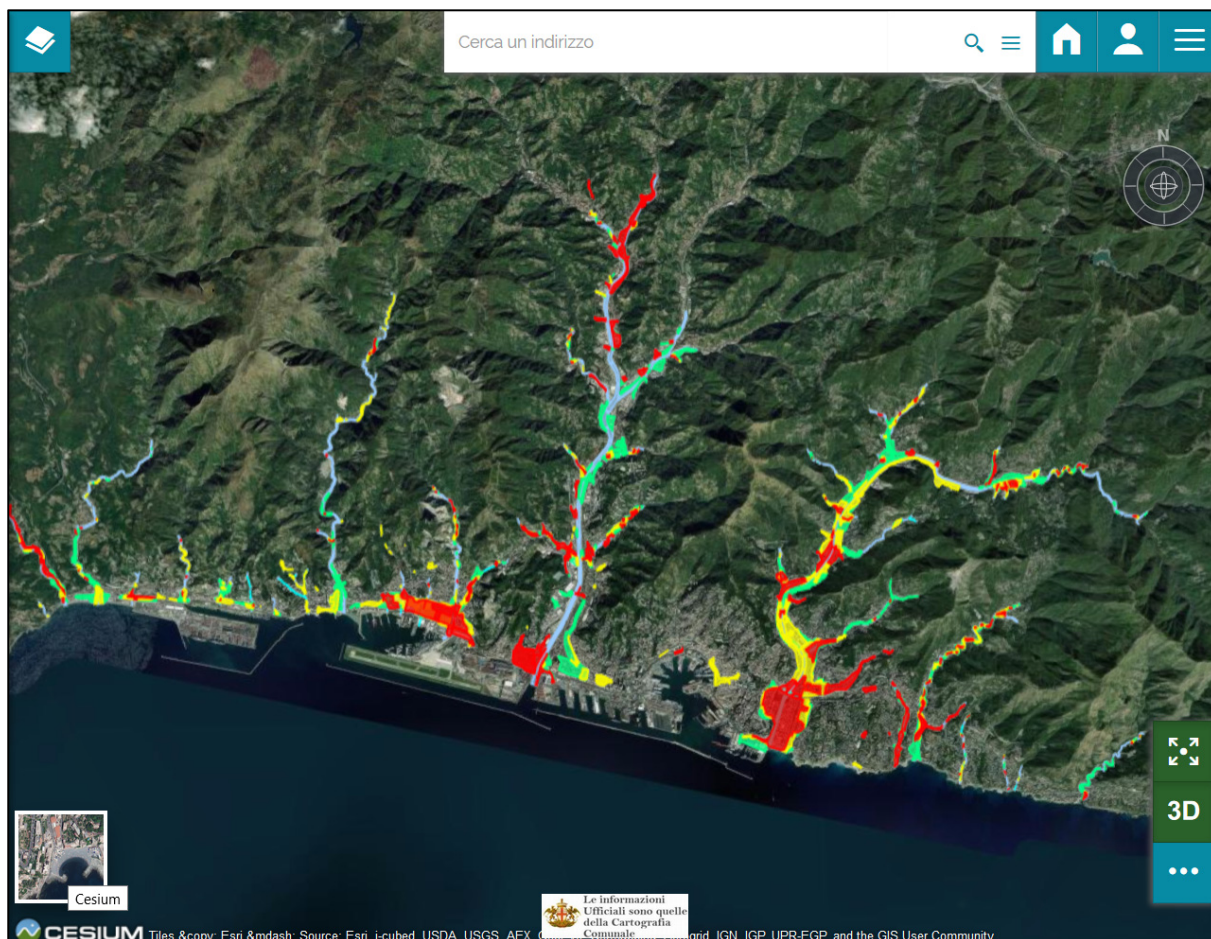 Cerca un indirizzo
N
3D
Cesium
Le informazioni
Ufficiali sono quelle
della Cartografia
Comunale
CESIUM Tiles &copy; Esri &mdash; Source: Esri, i-cubed, USDA, USGS, AEX, IGN, IGP, UPR-EGP, and the GIS User Community